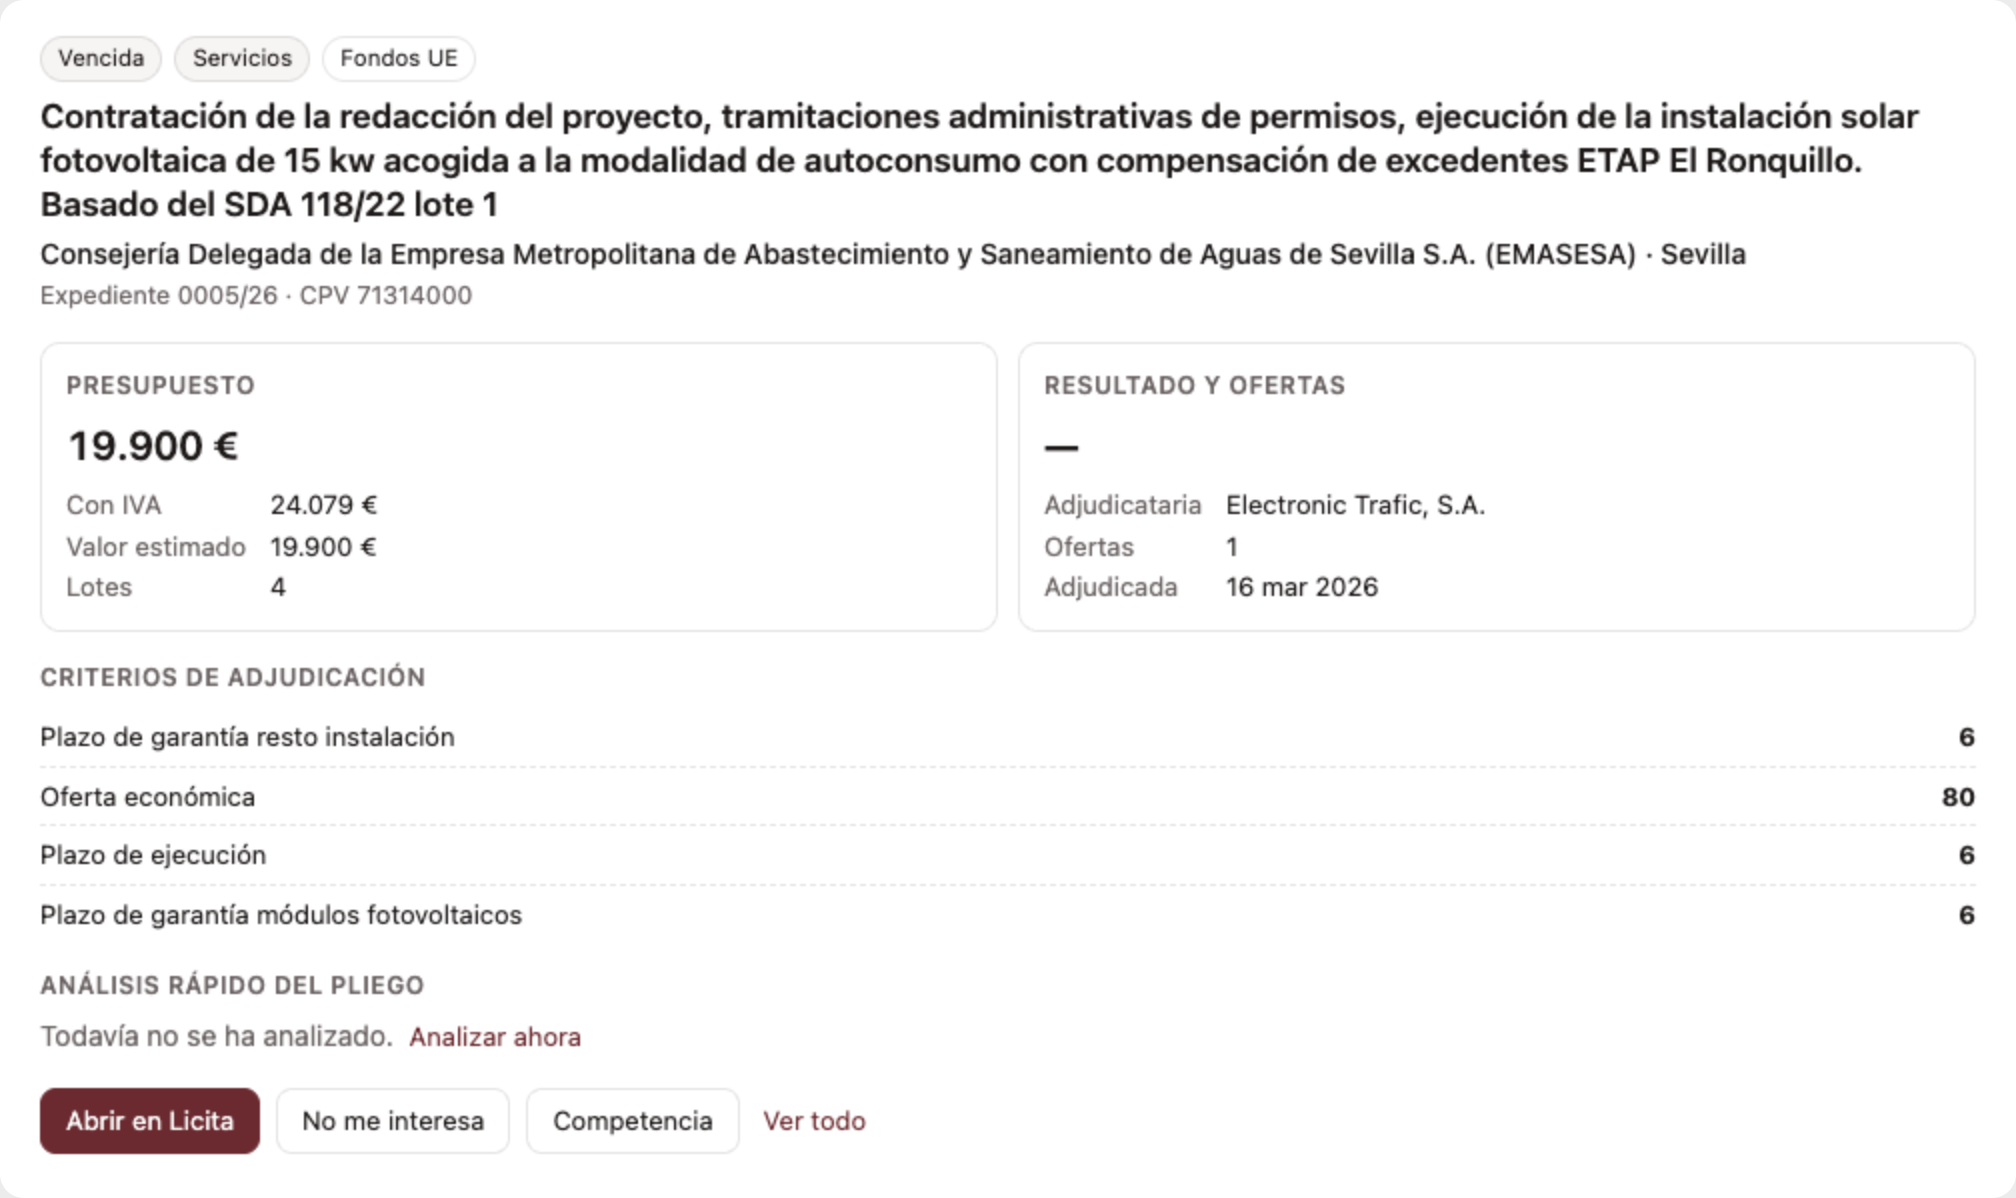 Vencida Servicios Fondos UE
Contratación de la redacción del proyecto, tramitaciones administrativas de permisos, ejecución de la instalación solar
fotovoltaica de 15 kw acogida a la modalidad de autoconsumo con compensación de excedentes ETAP El Ronquillo.
Basado del SDA 118/22 lote 1
Consejería Delegada de la Empresa Metropolitana de Abastecimiento y Saneamiento de Aguas de Sevilla S.A. (EMASESA) · Sevilla
Expediente 0005/26 · CPV 71314000
PRESUPUESTO
19.900 €
Con IVA 24.079 €
Valor estimado 19.900 €
Lotes 4
RESULTADO Y OFERTAS
—
Adjudicataria Electronic Trafic, S.A.
Ofertas 1
Adjudicada 16 mar 2026
CRITERIOS DE ADJUDICACIÓN
Plazo de garantía resto instalación 6
Oferta económica 80
Plazo de ejecución 6
Plazo de garantía módulos fotovoltaicos 6
ANÁLISIS RÁPIDO DEL PLIEGO
Todavía no se ha analizado. Analizar ahora
Abrir en Licita No me interesa Competencia Ver todo